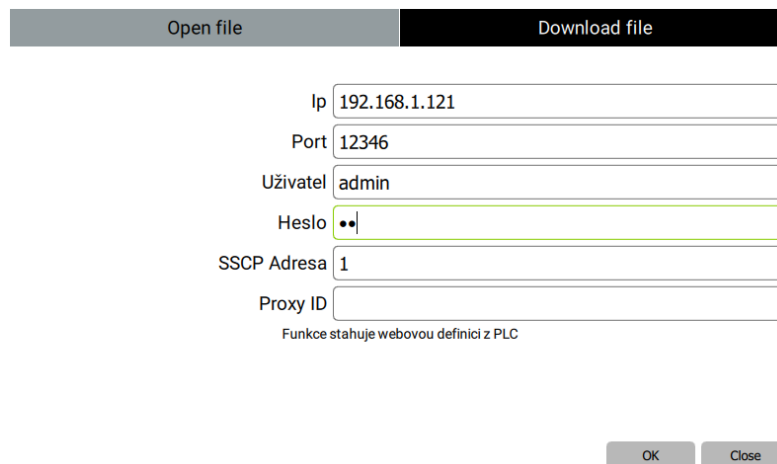 Open file Download file
Ip 192.168.1.121
Port 12346
Uživatel admin
Heslo ••
SSCP Adresa 1
Proxy ID
Funkce stahuje webovou definici z PLC
OK Close